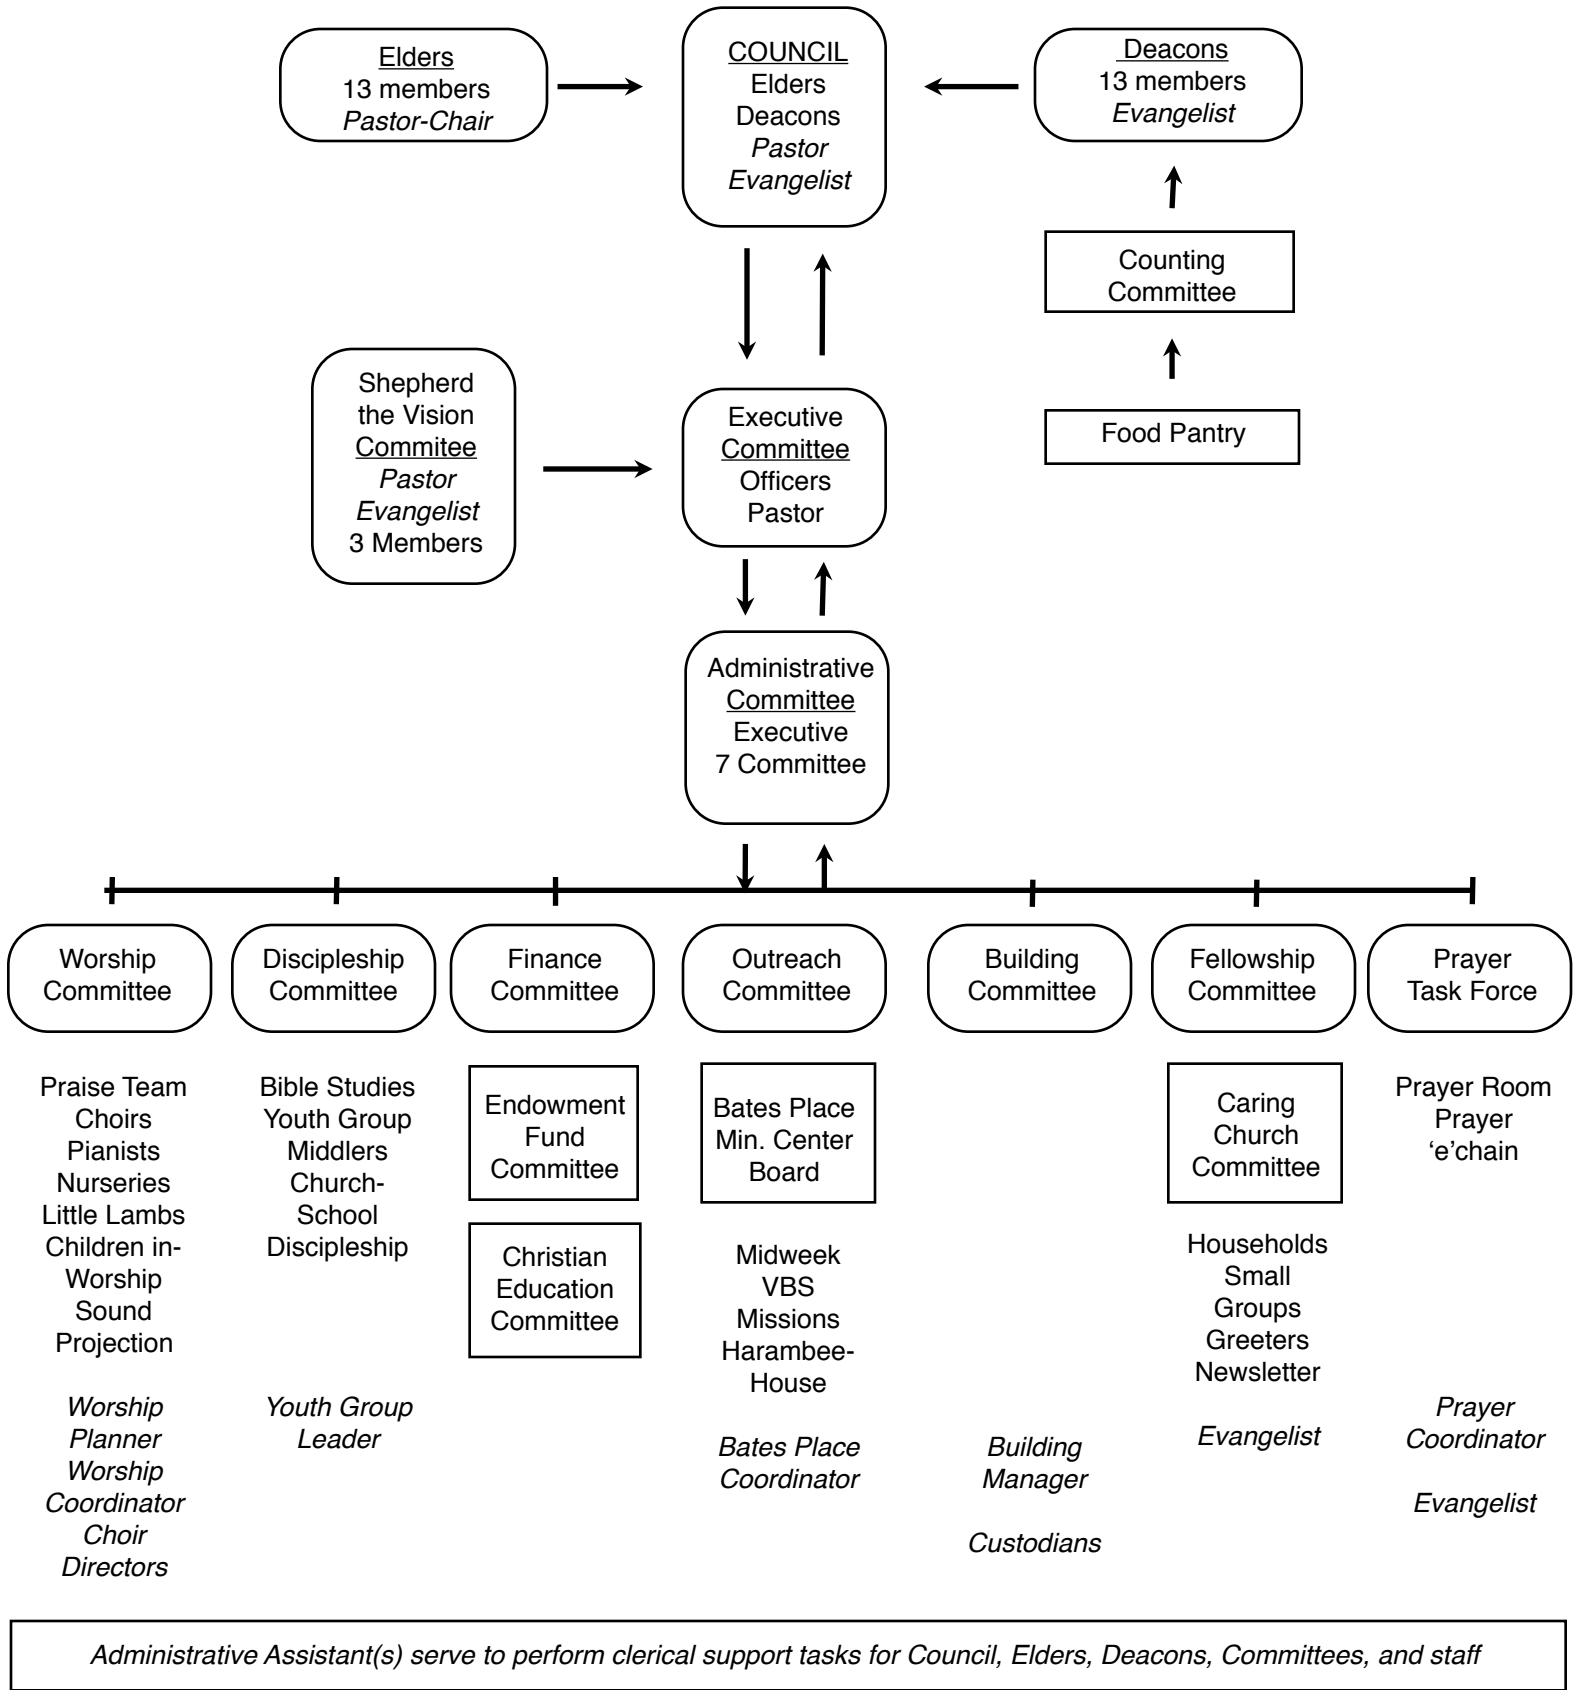 Elders
13 members
Pastor-Chair
COUNCIL
Elders
Deacons
Pastor
Evangelist
Deacons
13 members
Evangelist
Counting
Committee
Food Pantry
Shepherd
the Vision
Commitee
Pastor
Evangelist
3 Members
Executive
Committee
Officers
Pastor
Administrative
Committee
Executive
7 Committee
Worship
Committee
Praise Team
Choirs
Pianists
Nurseries
Little Lambs
Children in-
Worship
Sound
Projection
Worship
Planner
Worship
Coordinator
Choir
Directors
Discipleship
Committee
Bible Studies
Youth Group
Middlers
Church-
School
Discipleship
Youth Group
Leader
Finance
Committee
Endowment
Fund
Committee
Christian
Education
Committee
Outreach
Committee
Bates Place
Min. Center
Board
Midweek
VBS
Missions
Harambee-
House
Bates Place
Coordinator
Building
Committee
Building
Manager
Custodians
Fellowship
Committee
Caring
Church
Committee
Households
Small
Groups
Greeters
Newsletter
Evangelist
Prayer
Task Force
Prayer Room
Prayer
‘e’chain
Prayer
Coordinator
Evangelist
Administrative Assistant(s) serve to perform clerical support tasks for Council, Elders, Deacons, Committees, and staff